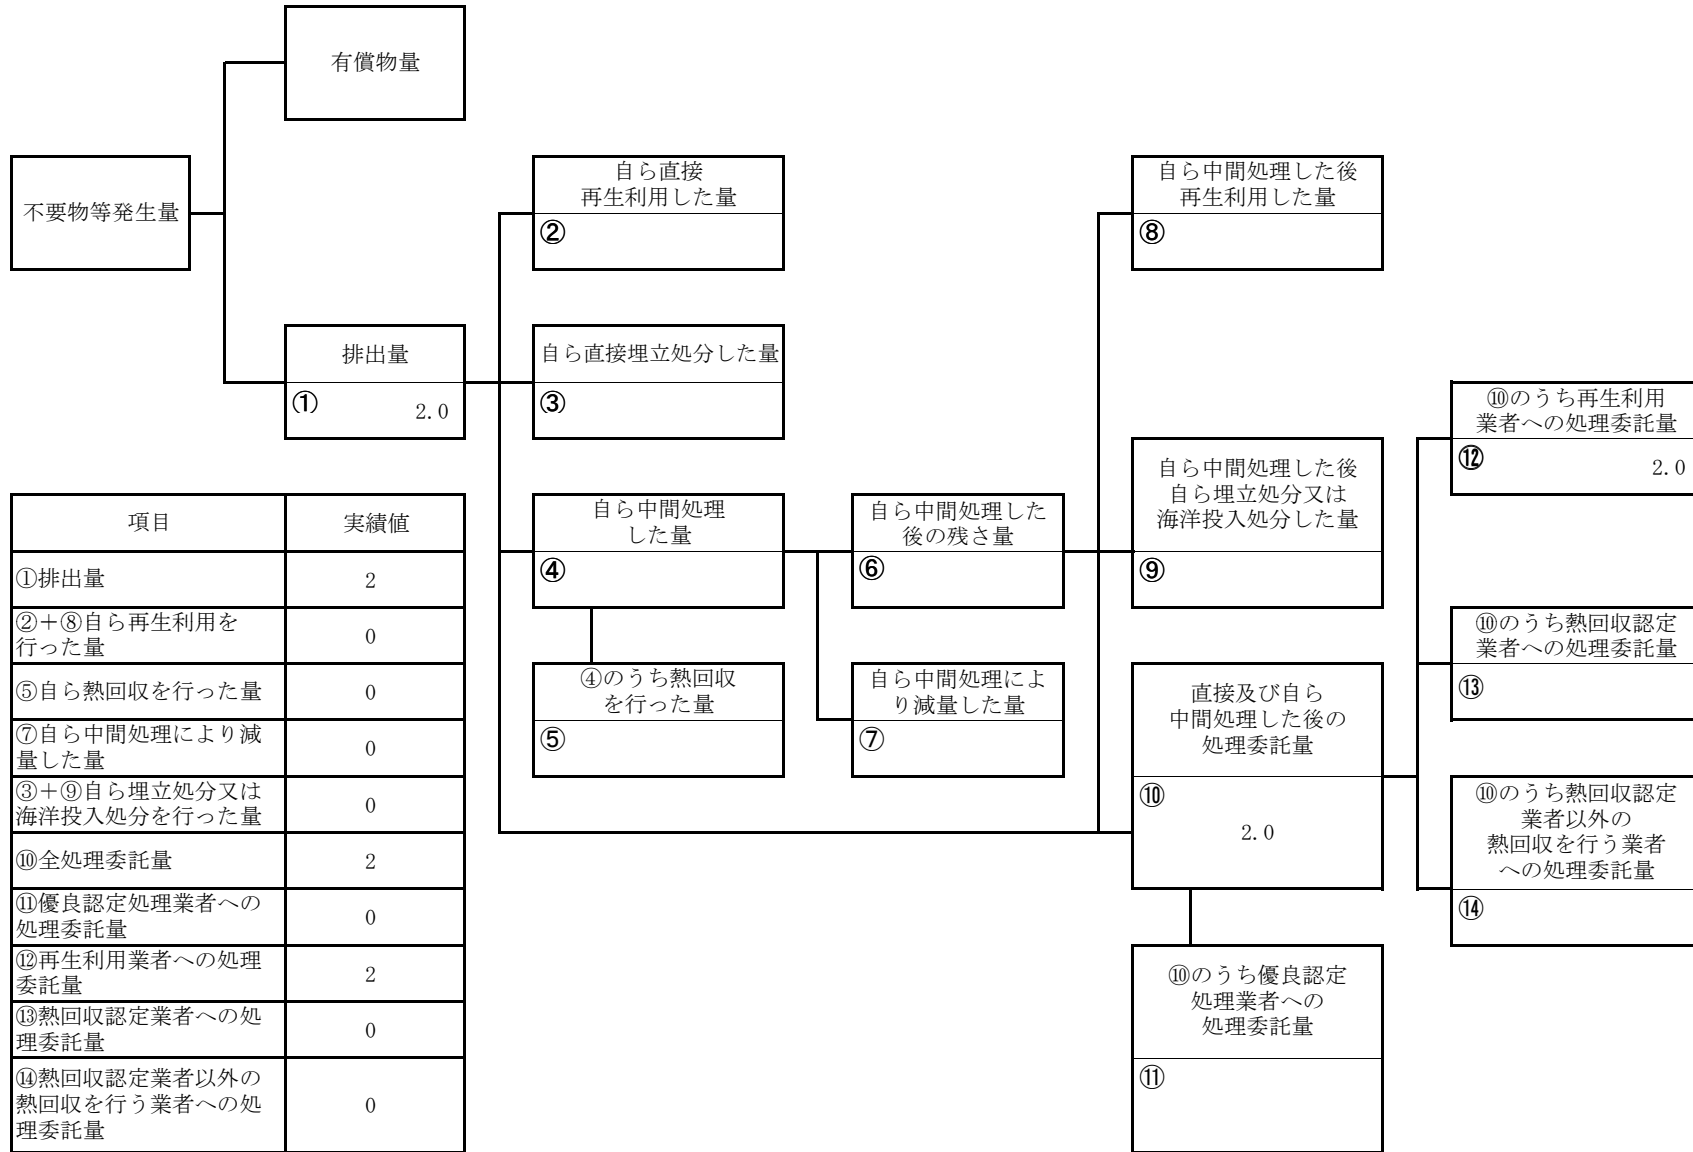 有償物量
不要物等発生量
自ら直接
再生利用した量
②
自ら中間処理した後
再生利用した量
⑧
排出量
①
2.0
自ら直接埋立処分した量
③
⑩のうち再生利用
業者への処理委託量
⑫
2.0
自ら中間処理
した量
④
自ら中間処理した
後の残さ量
⑥
自ら中間処理した後
自ら埋立処分又は
海洋投入処分した量
⑨
⑩のうち熱回収認定
業者への処理委託量
⑬
④のうち熱回収
を行った量
⑤
自ら中間処理によ
り減量した量
⑦
直接及び自ら
中間処理した後の
処理委託量
⑩
2.0
⑩のうち熱回収認定
業者以外の
熱回収を行う業者
への処理委託量
⑭
⑩のうち優良認定
処理業者への
処理委託量
⑪
項目 実績値
①排出量 2
②＋⑧自ら再生利用を
行った量 0
⑤自ら熱回収を行った量 0
⑦自ら中間処理により減
量した量 0
③＋⑨自ら埋立処分又は
海洋投入処分を行った量 0
⑩全処理委託量 2
⑪優良認定処理業者への
処理委託量 0
⑫再生利用業者への処理
委託量 2
⑬熱回収認定業者への処
理委託量 0
⑭熱回収認定業者以外の
熱回収を行う業者への処 0
理委託量